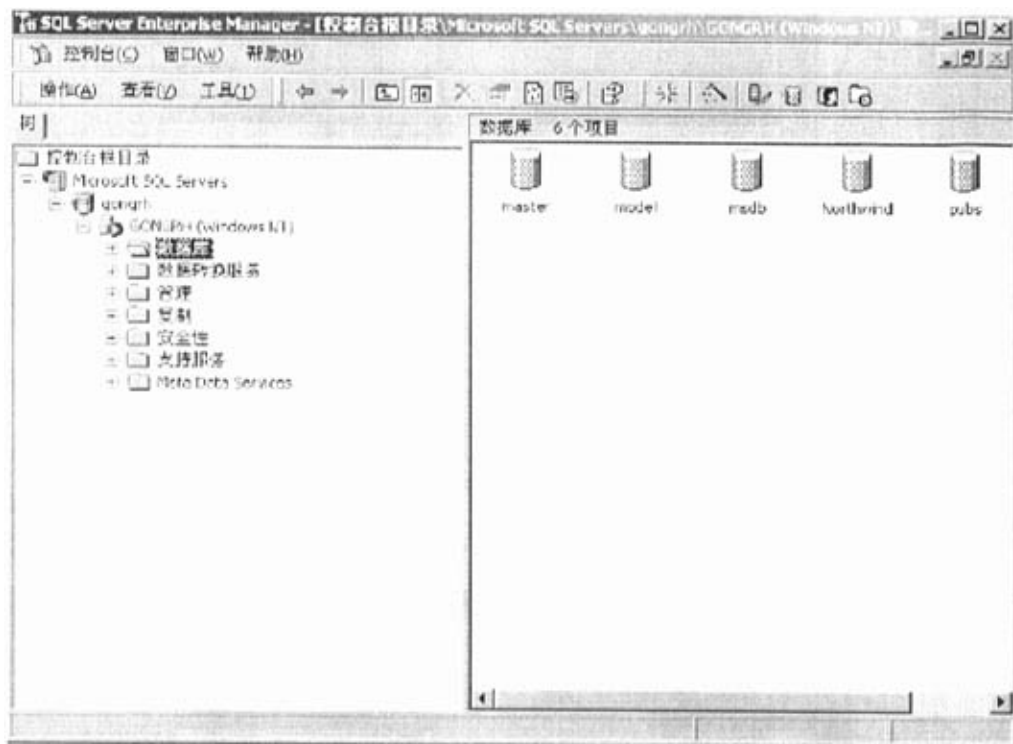 SQL Server Enterprise Manager - [控制台根目录\Microsoft SQL Servers\gongrh\GONGRH (Windows NT)\
控制台(C) 窗口(W) 帮助(H)
操作(A) 查看(V) 工具(T)
树
数据库 6 个项目
控制台根目录
Microsoft SQL Servers
gongrh
GONGRH (Windows NT)
数据库
数据转换服务
管理
复制
安全性
支持服务
Meta Data Services
master
model
msdb
Northwind
pubs